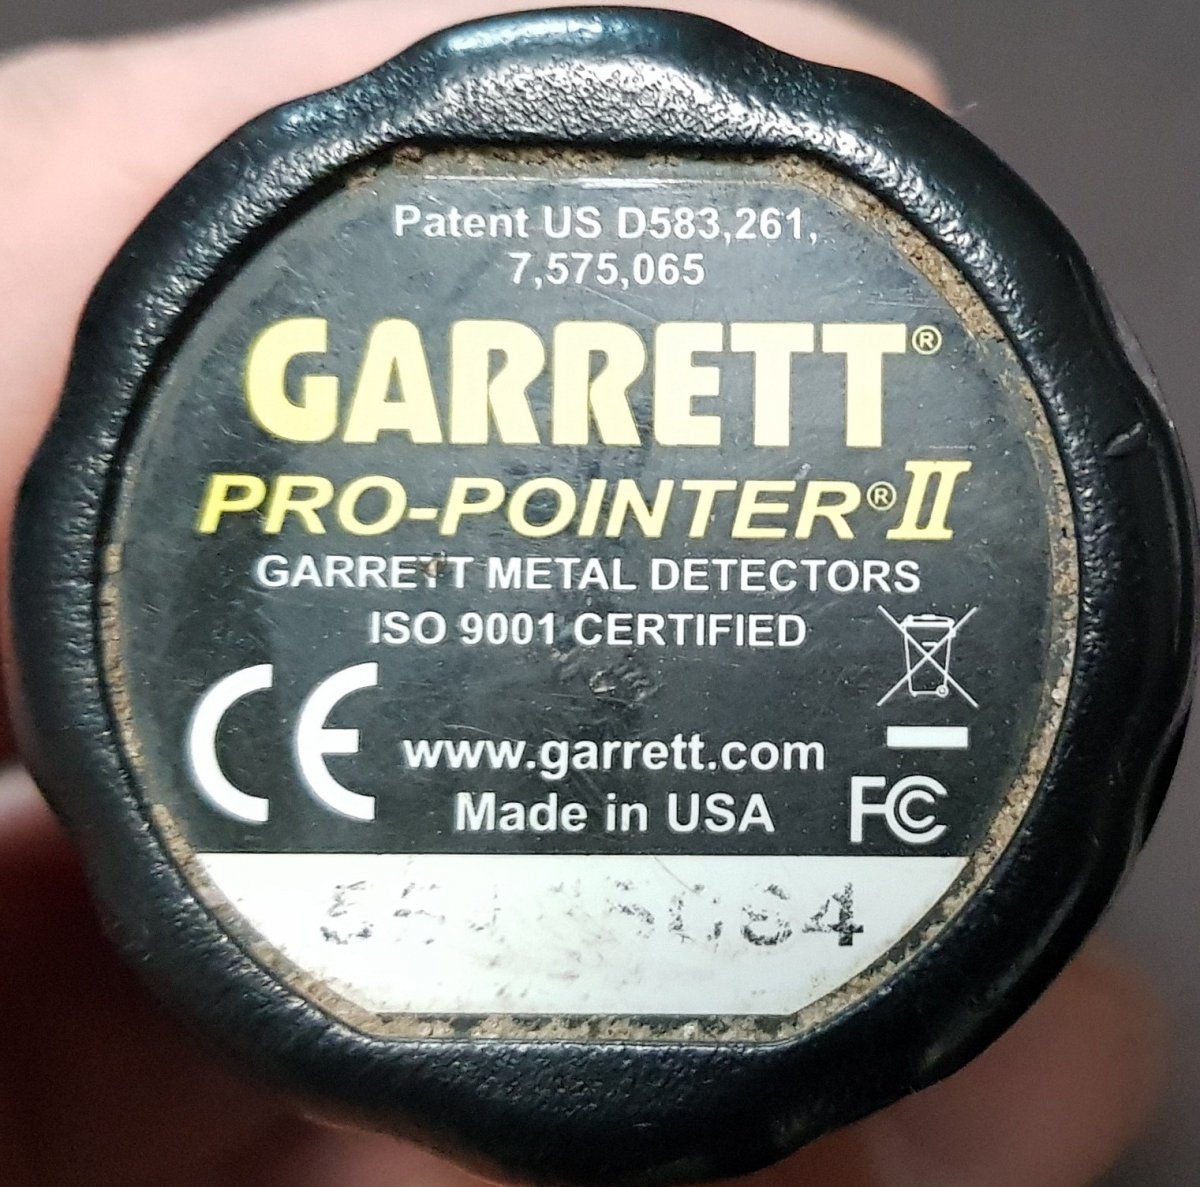 Patent US D583,261,
7,575,065
GARRETT®
PRO-POINTER® II
GARRETT METAL DETECTORS
ISO 9001 CERTIFIED
CE
www.garrett.com
Made in USA
FC